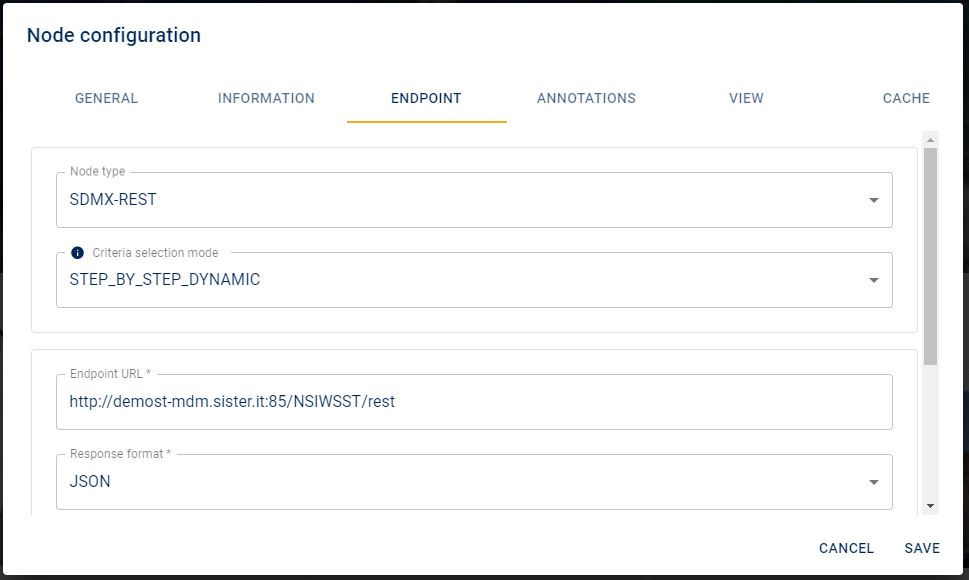 Node configuration
GENERAL INFORMATION ENDPOINT ANNOTATIONS VIEW CACHE
Node type
SDMX-REST
Criteria selection mode
STEP_BY_STEP_DYNAMIC
Endpoint URL *
http://demost-mdm.sister.it:85/NSIWSST/rest
Response format *
JSON
CANCEL SAVE